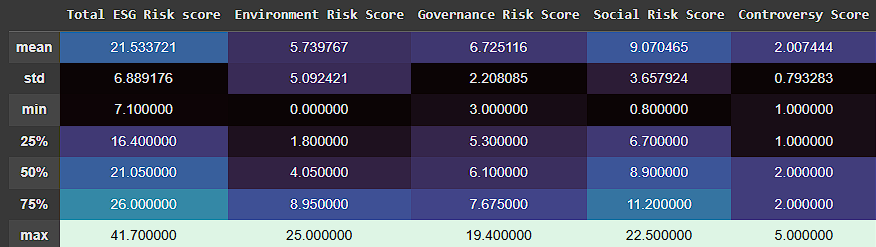 Total ESG Risk score Environment Risk Score Governance Risk Score Social Risk Score Controversy Score
mean 21.533721 5.739767 6.725116 9.070465 2.007444
std 6.889176 5.092421 2.208085 3.657924 0.793283
min 7.100000 0.000000 3.000000 0.800000 1.000000
25% 16.400000 1.800000 5.300000 6.700000 1.000000
50% 21.050000 4.050000 6.100000 8.900000 2.000000
75% 26.000000 8.950000 7.675000 11.200000 2.000000
max 41.700000 25.000000 19.400000 22.500000 5.000000